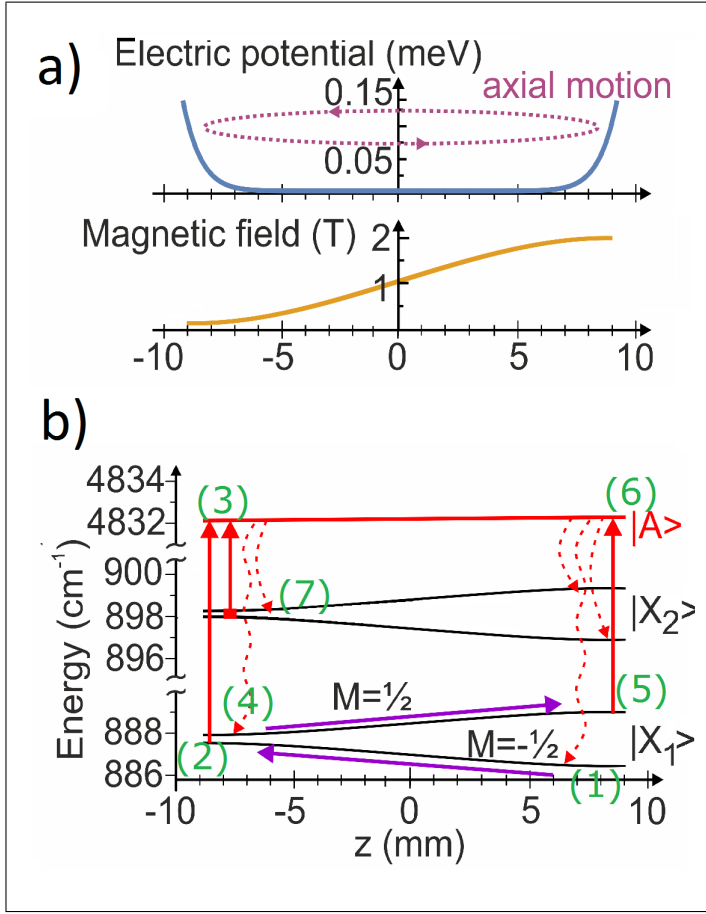 a)
Electric potential (meV)
0.15
axial motion
0.05
Magnetic field (T)
2
1
-10 -5 0 5 10
b)
4834
(3) (6)
4832
|A>
900
(7)
898
|X2>
896
Energy (cm-1)
(4) M=½ (5)
888
M=-½ |X1>
(2)
886
(1)
-10 -5 0 5 10
z (mm)